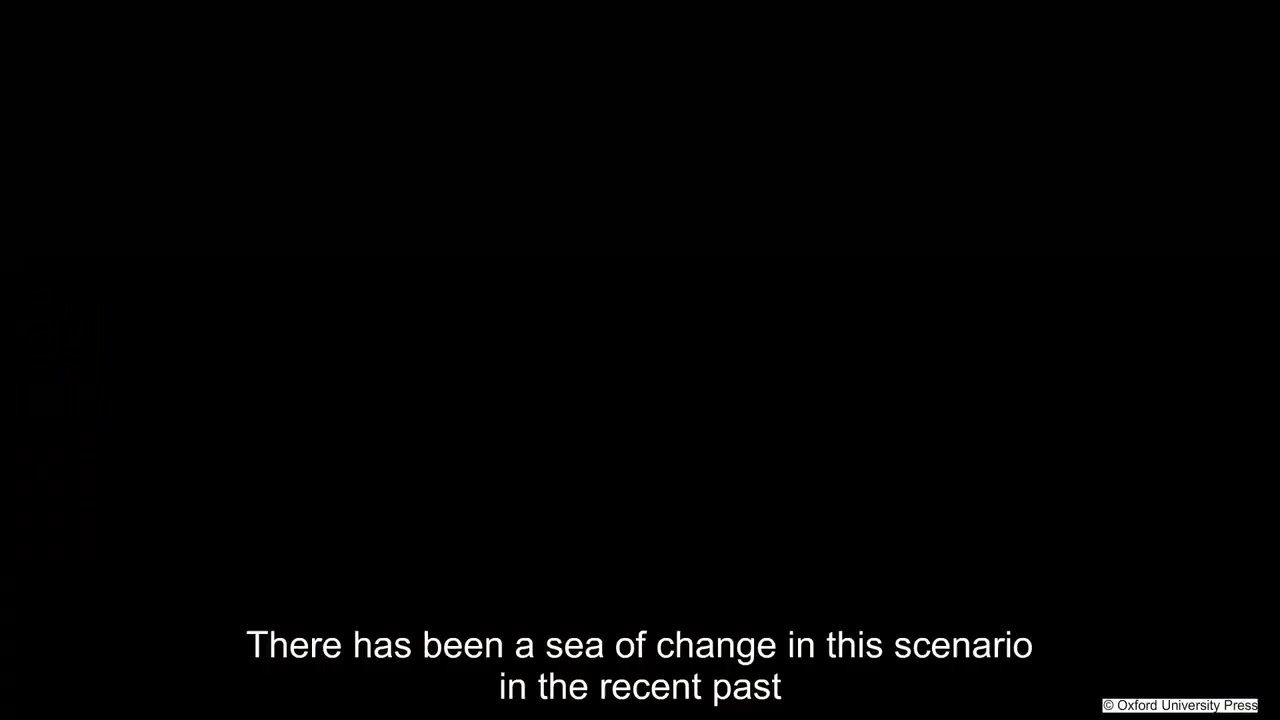 There has been a sea of change in this scenario
in the recent past
© Oxford University Press